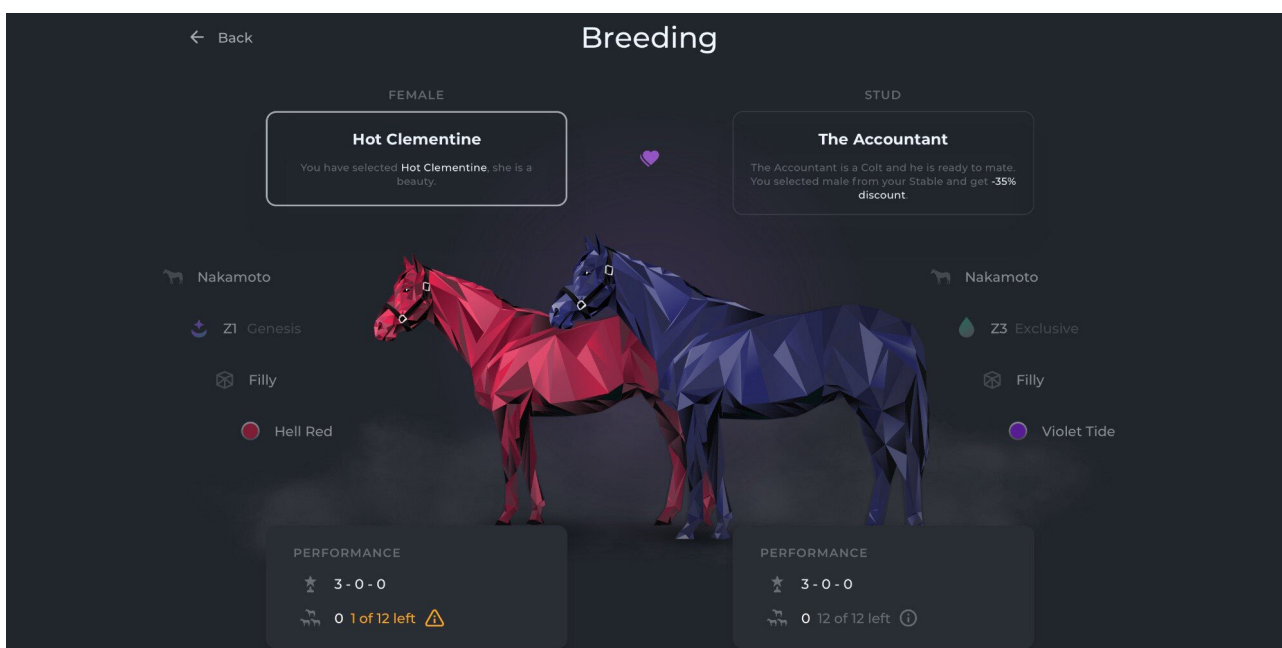 Back
Breeding
FEMALE
Hot Clementine
You have selected Hot Clementine, she is a
beauty.
STUD
The Accountant
The Accountant is a Colt and he is ready to mate.
You selected male from your Stable and get -35%
discount.
Nakamoto
Z1 Genesis
Filly
Hell Red
Nakamoto
Z3 Exclusive
Filly
Violet Tide
PERFORMANCE
3 - 0 - 0
0 1 of 12 left
PERFORMANCE
3 - 0 - 0
0 12 of 12 left